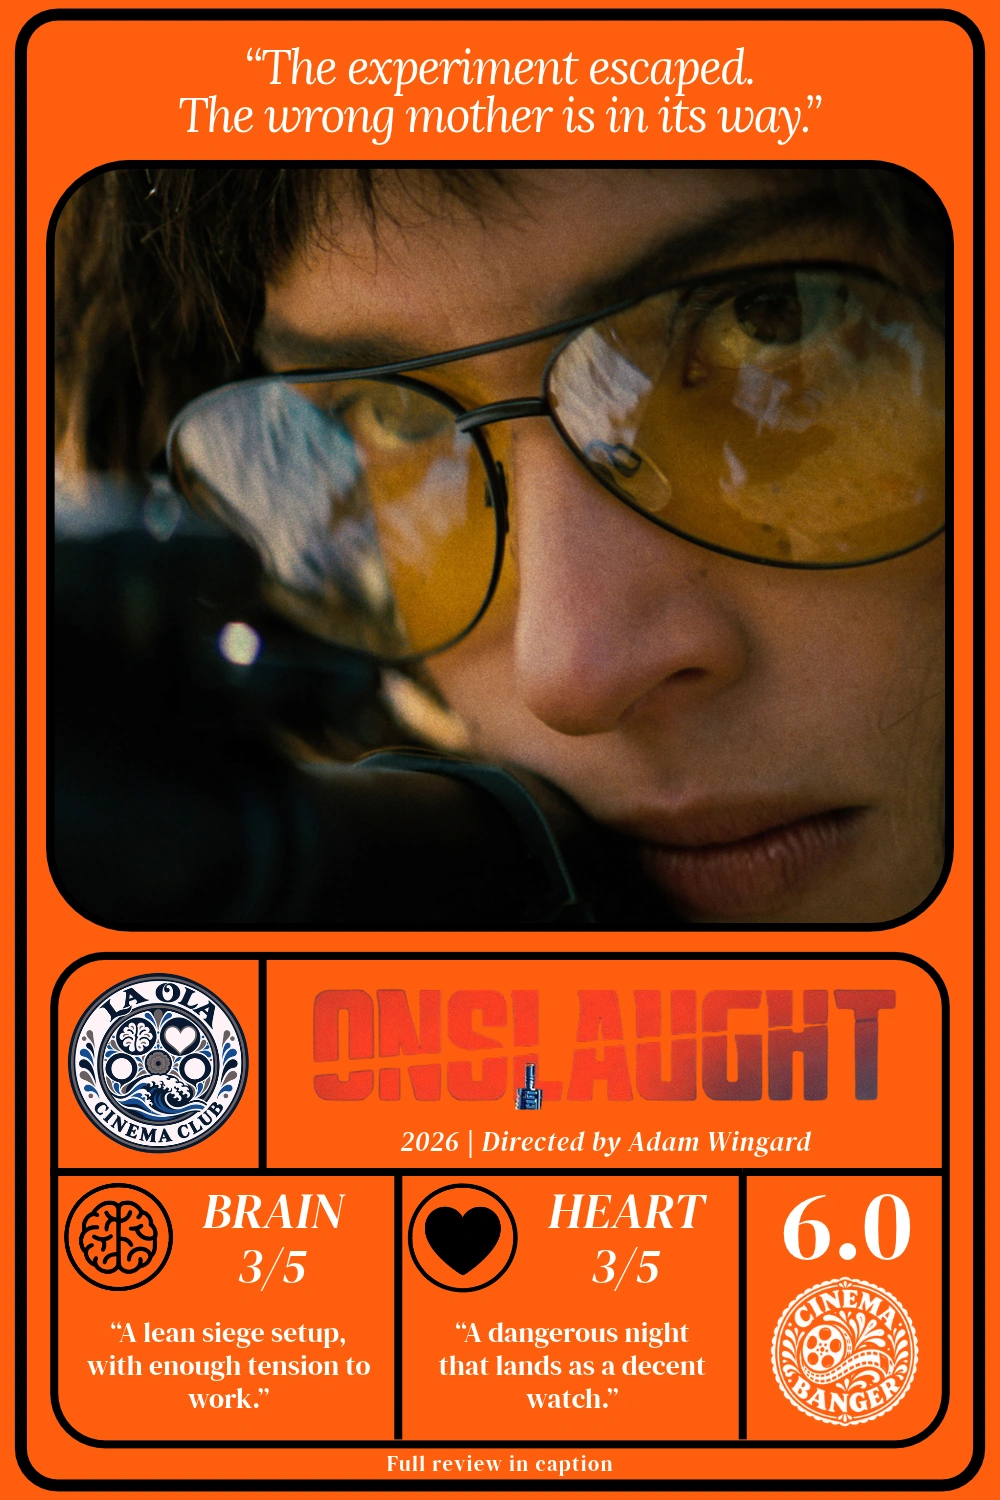 “The experiment escaped.
The wrong mother is in its way.”
LA OLA
CINEMA CLUB
ONSLAUGHT
2026 | Directed by Adam Wingard
BRAIN
3/5
“A lean siege setup,
with enough tension to
work.”
HEART
3/5
“A dangerous night
that lands as a decent
watch.”
6.0
CINEMA
BANGER
Full review in caption